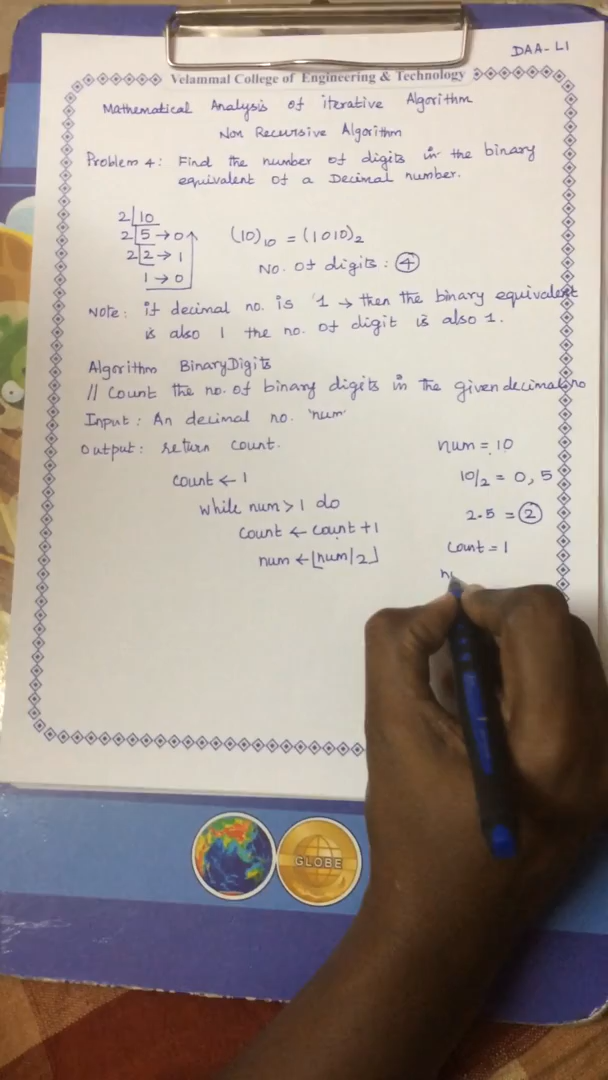 DAA-L1
Velammal College of Engineering & Technology
Mathematical Analysis of iterative Algorithm
Non Recursive Algorithm
Problem 4: Find the number of digits in the binary
equivalent of a Decimal number.
2 | 10
2 | 5 → 0
2 | 2 → 1
1 → 0
(10)₁₀ = (1010)₂
No. of digits: 4
Note: if decimal no. is '1 → then the binary equivalent
is also 1 the no. of digit is also 1.
Algorithm BinaryDigits
// Count the no. of binary digits in the given decimal no
Input: An decimal no. 'num'
Output: return count.
count ← 1
while num > 1 do
count ← count + 1
num ← ⌊num/2⌋
num = 10
10/2 = 0, 5
2.5 = 2
Count = 1
n
GLOBE